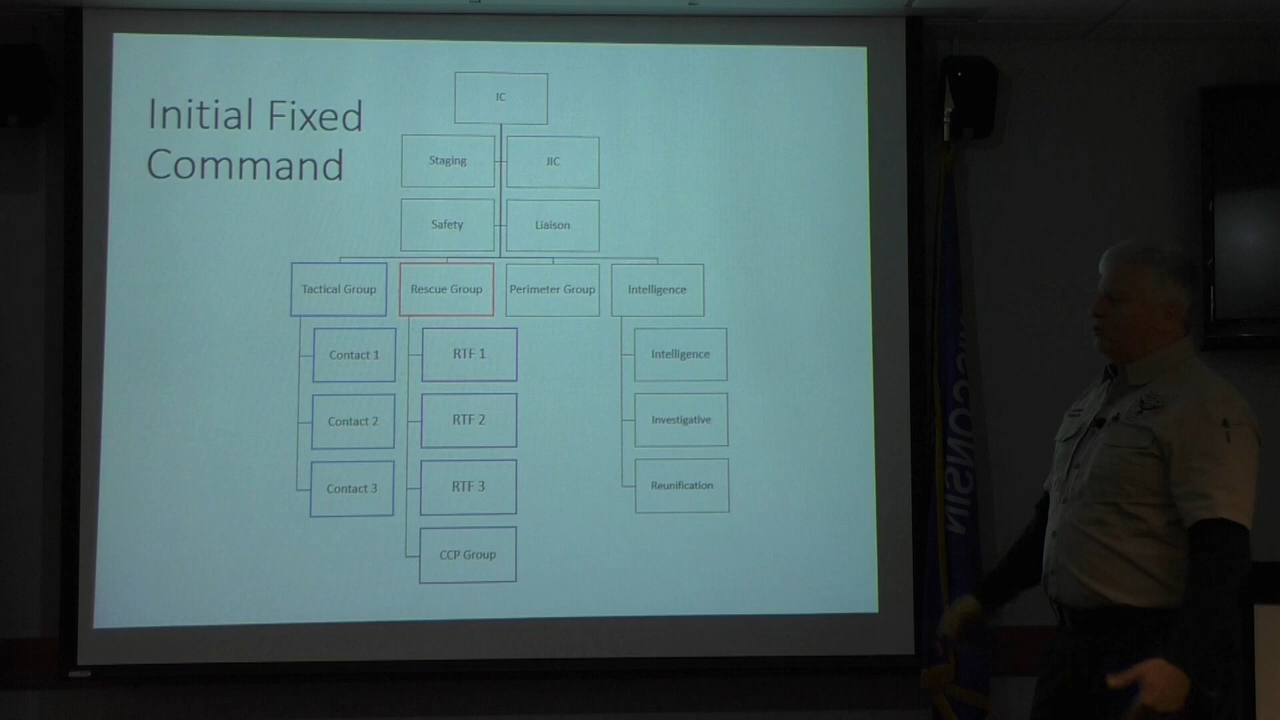 Initial Fixed
Command
IC
Staging
JIC
Safety
Liaison
Tactical Group
Rescue Group
Perimeter Group
Intelligence
Contact 1
RTF 1
Intelligence
Contact 2
RTF 2
Investigative
Contact 3
RTF 3
Reunification
CCP Group
WISCONSIN